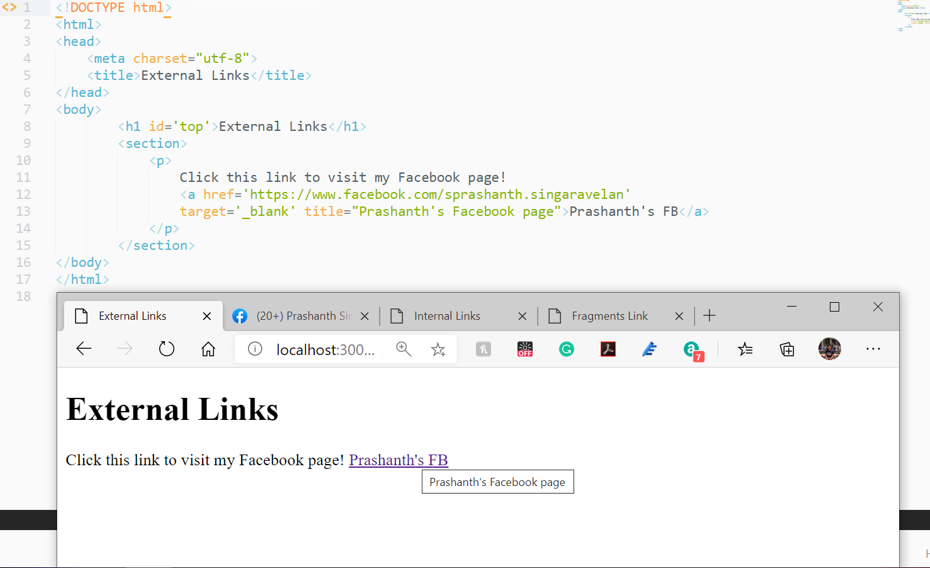 <> 1 <!DOCTYPE html>
2 <html>
3 <head>
4 <meta charset="utf-8">
5 <title>External Links</title>
6 </head>
7 <body>
8 <h1 id='top'>External Links</h1>
9 <section>
10 <p>
11 Click this link to visit my Facebook page!
12 <a href='https://www.facebook.com/sprashanth.singaravelan'
13 target='_blank' title="Prashanth's Facebook page">Prashanth's FB</a>
14 </p>
15 </section>
16 </body>
17 </html>
18
External Links (20+) Prashanth Sin Internal Links Fragments Link
localhost:300... OFF 7
External Links
Click this link to visit my Facebook page! Prashanth's FB
Prashanth's Facebook page